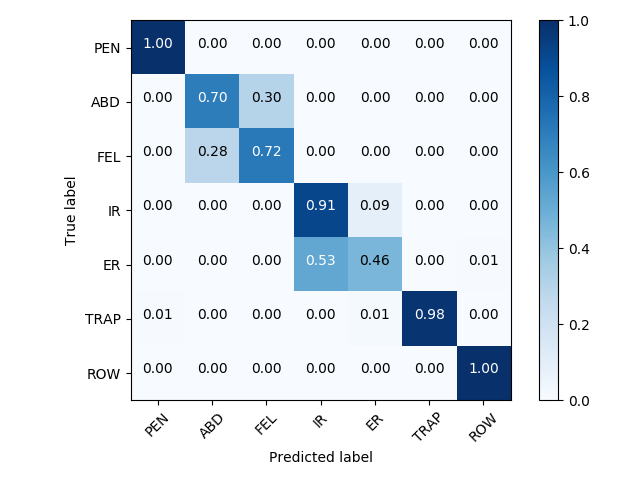 True label
PEN 1.00 0.00 0.00 0.00 0.00 0.00 0.00
ABD 0.00 0.70 0.30 0.00 0.00 0.00 0.00
FEL 0.00 0.28 0.72 0.00 0.00 0.00 0.00
IR 0.00 0.00 0.00 0.91 0.09 0.00 0.00
ER 0.00 0.00 0.00 0.53 0.46 0.00 0.01
TRAP 0.01 0.00 0.00 0.00 0.01 0.98 0.00
ROW 0.00 0.00 0.00 0.00 0.00 0.00 1.00
PEN ABD FEL IR ER TRAP ROW
Predicted label
1.0
0.8
0.6
0.4
0.2
0.0